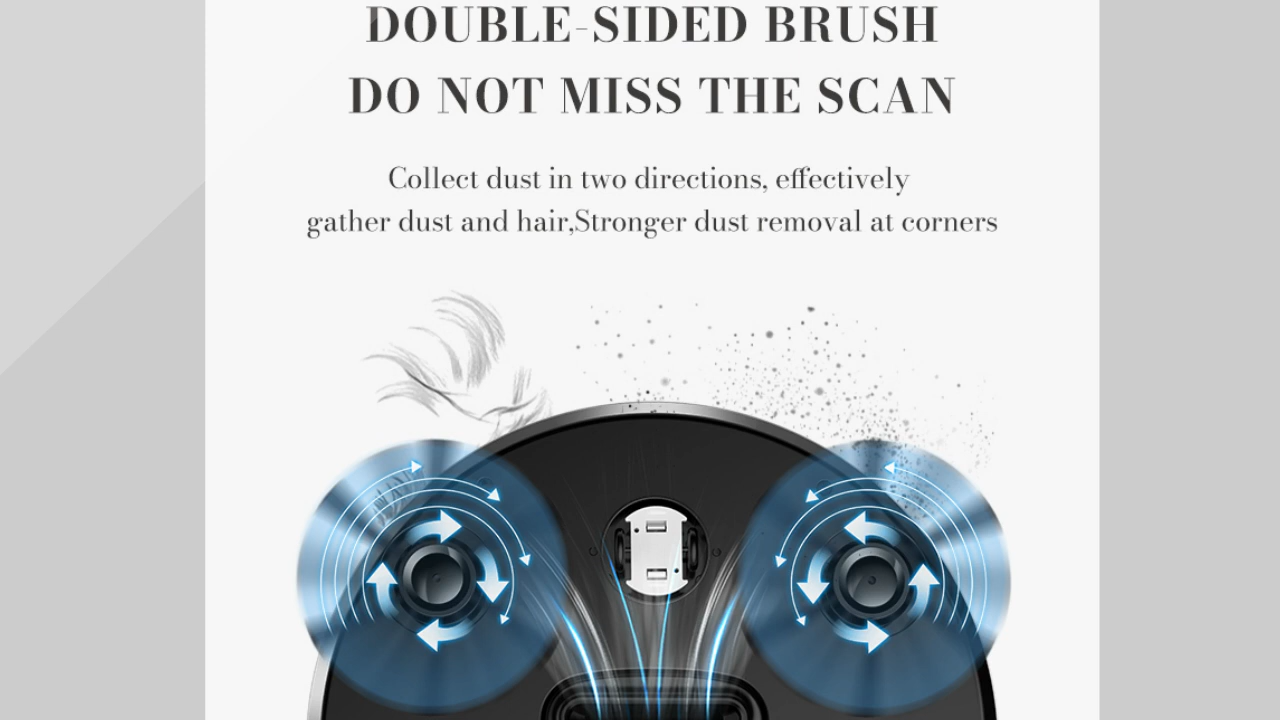 DOUBLE-SIDED BRUSH
DO NOT MISS THE SCAN
Collect dust in two directions, effectively
gather dust and hair,Stronger dust removal at corners